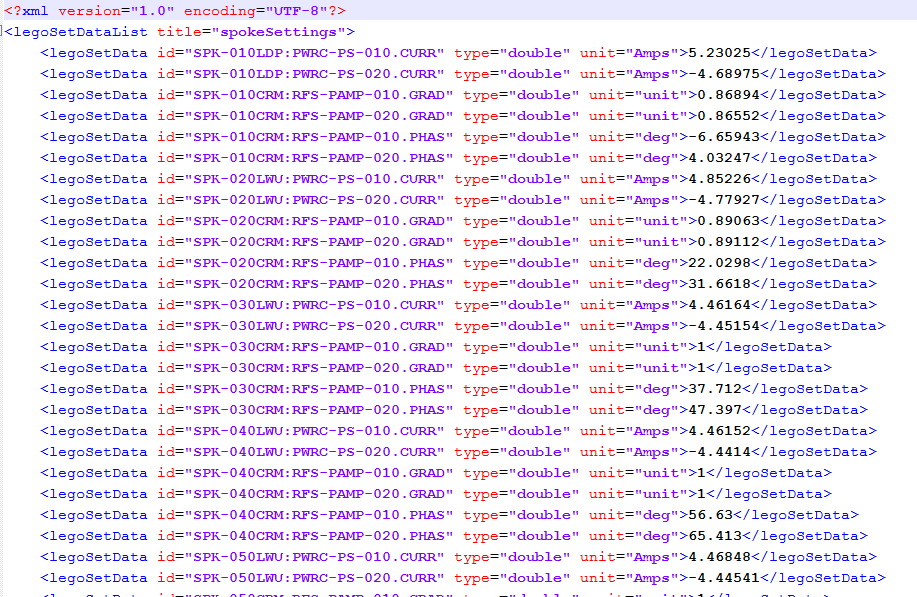 <?xml version="1.0" encoding="UTF-8"?>
<legoSetDataList title="spokeSettings">
<legoSetData id="SPK-010LDP:PWRC-PS-010.CURR" type="double" unit="Amps">5.23025</legoSetData>
<legoSetData id="SPK-010LDP:PWRC-PS-020.CURR" type="double" unit="Amps">-4.68975</legoSetData>
<legoSetData id="SPK-010CRM:RFS-PAMP-010.GRAD" type="double" unit="unit">0.86894</legoSetData>
<legoSetData id="SPK-010CRM:RFS-PAMP-020.GRAD" type="double" unit="unit">0.86552</legoSetData>
<legoSetData id="SPK-010CRM:RFS-PAMP-010.PHAS" type="double" unit="deg">-6.65943</legoSetData>
<legoSetData id="SPK-010CRM:RFS-PAMP-020.PHAS" type="double" unit="deg">4.03247</legoSetData>
<legoSetData id="SPK-020LWU:PWRC-PS-010.CURR" type="double" unit="Amps">4.85226</legoSetData>
<legoSetData id="SPK-020LWU:PWRC-PS-020.CURR" type="double" unit="Amps">-4.77927</legoSetData>
<legoSetData id="SPK-020CRM:RFS-PAMP-010.GRAD" type="double" unit="unit">0.89063</legoSetData>
<legoSetData id="SPK-020CRM:RFS-PAMP-020.GRAD" type="double" unit="unit">0.89112</legoSetData>
<legoSetData id="SPK-020CRM:RFS-PAMP-010.PHAS" type="double" unit="deg">22.0298</legoSetData>
<legoSetData id="SPK-020CRM:RFS-PAMP-020.PHAS" type="double" unit="deg">31.6618</legoSetData>
<legoSetData id="SPK-030LWU:PWRC-PS-010.CURR" type="double" unit="Amps">4.46164</legoSetData>
<legoSetData id="SPK-030LWU:PWRC-PS-020.CURR" type="double" unit="Amps">-4.45154</legoSetData>
<legoSetData id="SPK-030CRM:RFS-PAMP-010.GRAD" type="double" unit="unit">1</legoSetData>
<legoSetData id="SPK-030CRM:RFS-PAMP-020.GRAD" type="double" unit="unit">1</legoSetData>
<legoSetData id="SPK-030CRM:RFS-PAMP-010.PHAS" type="double" unit="deg">37.712</legoSetData>
<legoSetData id="SPK-030CRM:RFS-PAMP-020.PHAS" type="double" unit="deg">47.397</legoSetData>
<legoSetData id="SPK-040LWU:PWRC-PS-010.CURR" type="double" unit="Amps">4.46152</legoSetData>
<legoSetData id="SPK-040LWU:PWRC-PS-020.CURR" type="double" unit="Amps">-4.4414</legoSetData>
<legoSetData id="SPK-040CRM:RFS-PAMP-010.GRAD" type="double" unit="unit">1</legoSetData>
<legoSetData id="SPK-040CRM:RFS-PAMP-020.GRAD" type="double" unit="unit">1</legoSetData>
<legoSetData id="SPK-040CRM:RFS-PAMP-010.PHAS" type="double" unit="deg">56.63</legoSetData>
<legoSetData id="SPK-040CRM:RFS-PAMP-020.PHAS" type="double" unit="deg">65.413</legoSetData>
<legoSetData id="SPK-050LWU:PWRC-PS-010.CURR" type="double" unit="Amps">4.46848</legoSetData>
<legoSetData id="SPK-050LWU:PWRC-PS-020.CURR" type="double" unit="Amps">-4.44541</legoSetData>